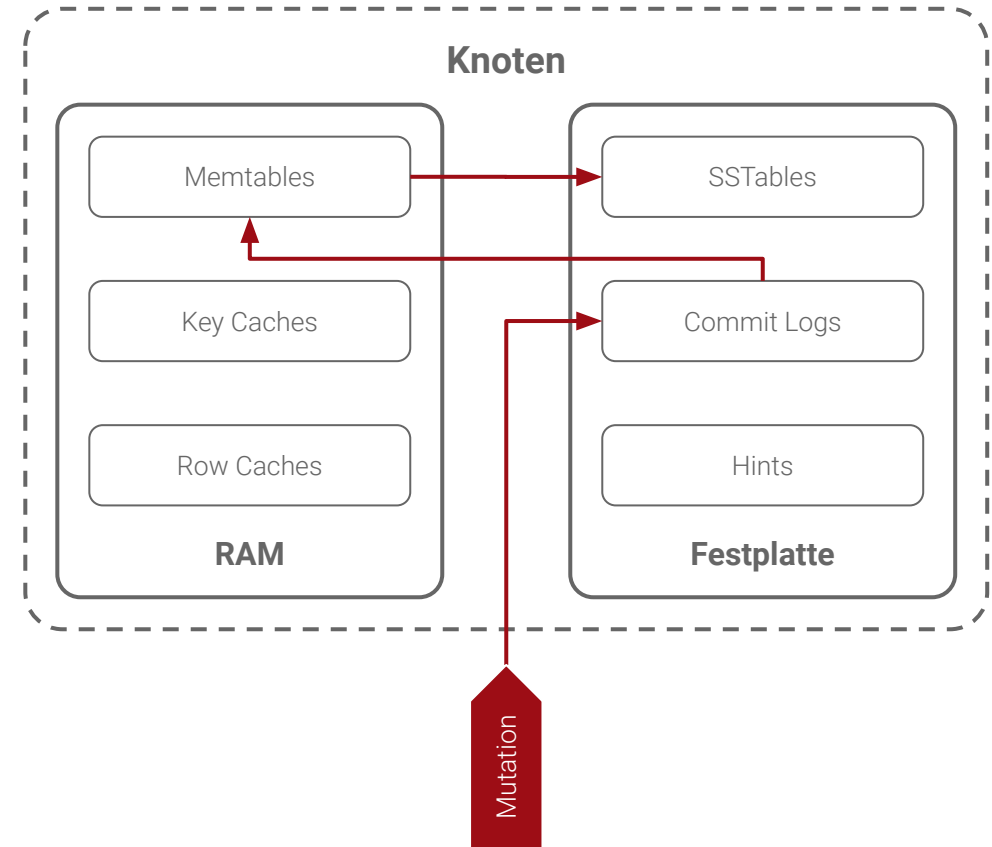 Knoten
Memtables
Key Caches
Row Caches
RAM
SSTables
Commit Logs
Hints
Festplatte
Mutation